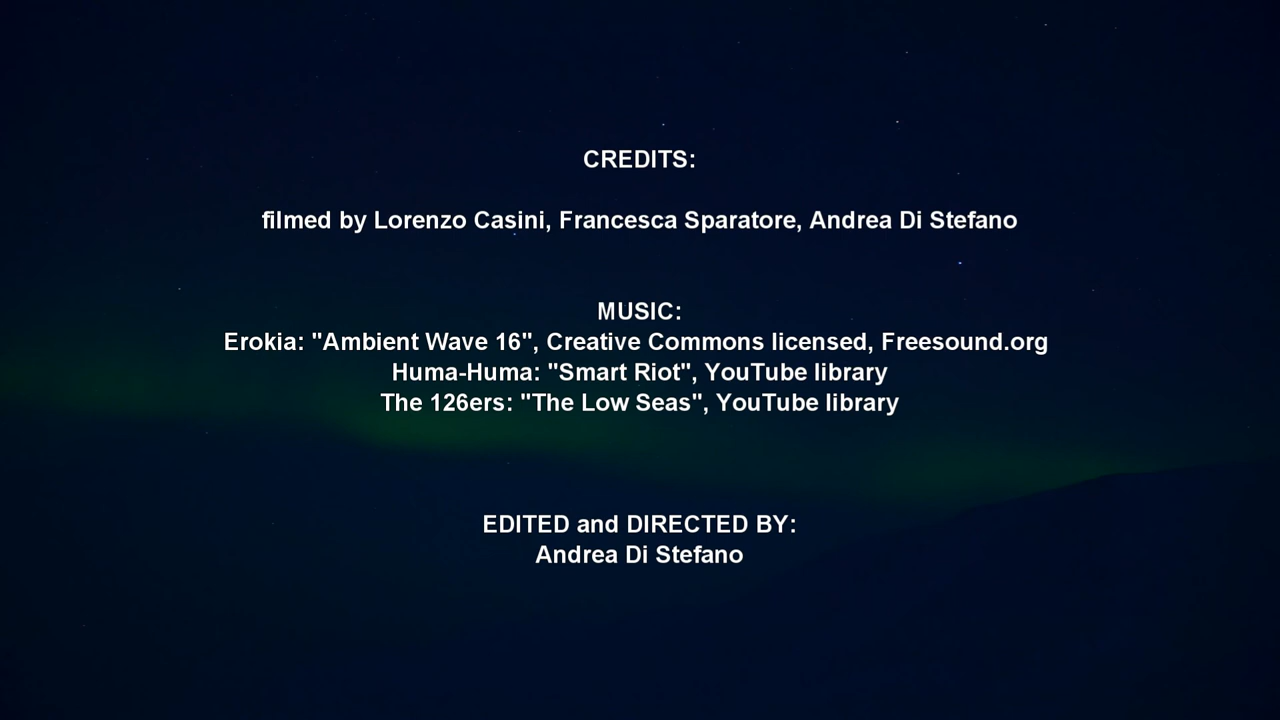 CREDITS:
filmed by Lorenzo Casini, Francesca Sparatore, Andrea Di Stefano
MUSIC:
Erokia: "Ambient Wave 16", Creative Commons licensed, Freesound.org
Huma-Huma: "Smart Riot", YouTube library
The 126ers: "The Low Seas", YouTube library
EDITED and DIRECTED BY:
Andrea Di Stefano